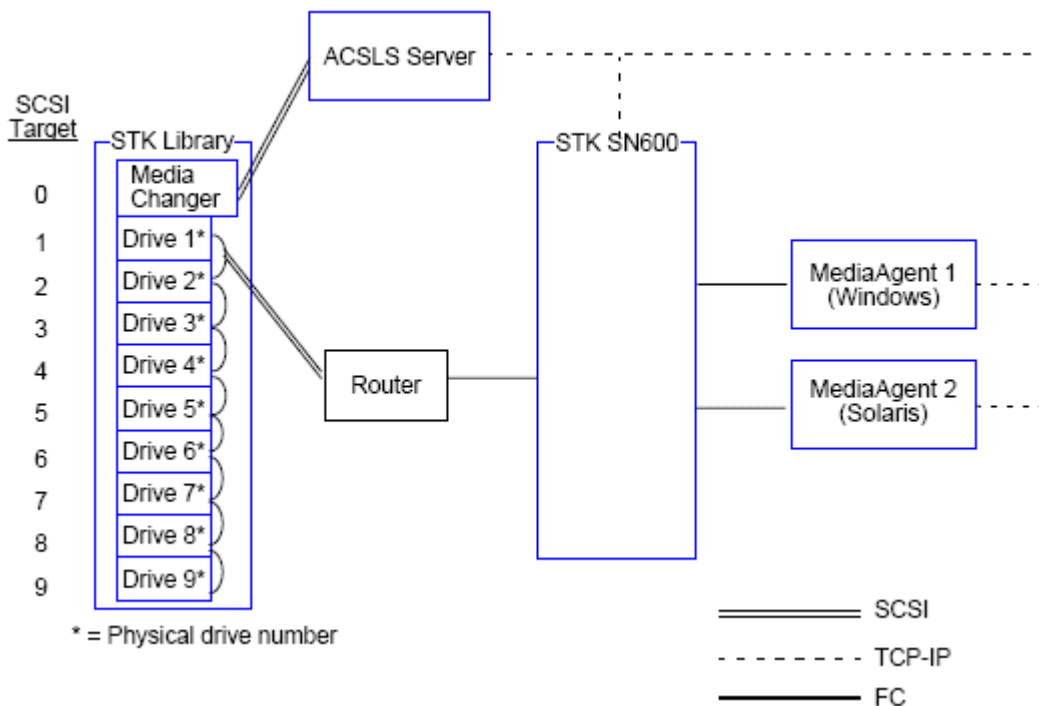 ACSLS Server
SCSI
Target
STK Library
STK SN600
Media
Changer
0
Drive 1*
1
Drive 2*
2
Drive 3*
3
Drive 4*
4
Drive 5*
5
Drive 6*
6
Drive 7*
7
Drive 8*
8
Drive 9*
9
Router
MediaAgent 1
(Windows)
MediaAgent 2
(Solaris)
* = Physical drive number
SCSI
TCP-IP
FC